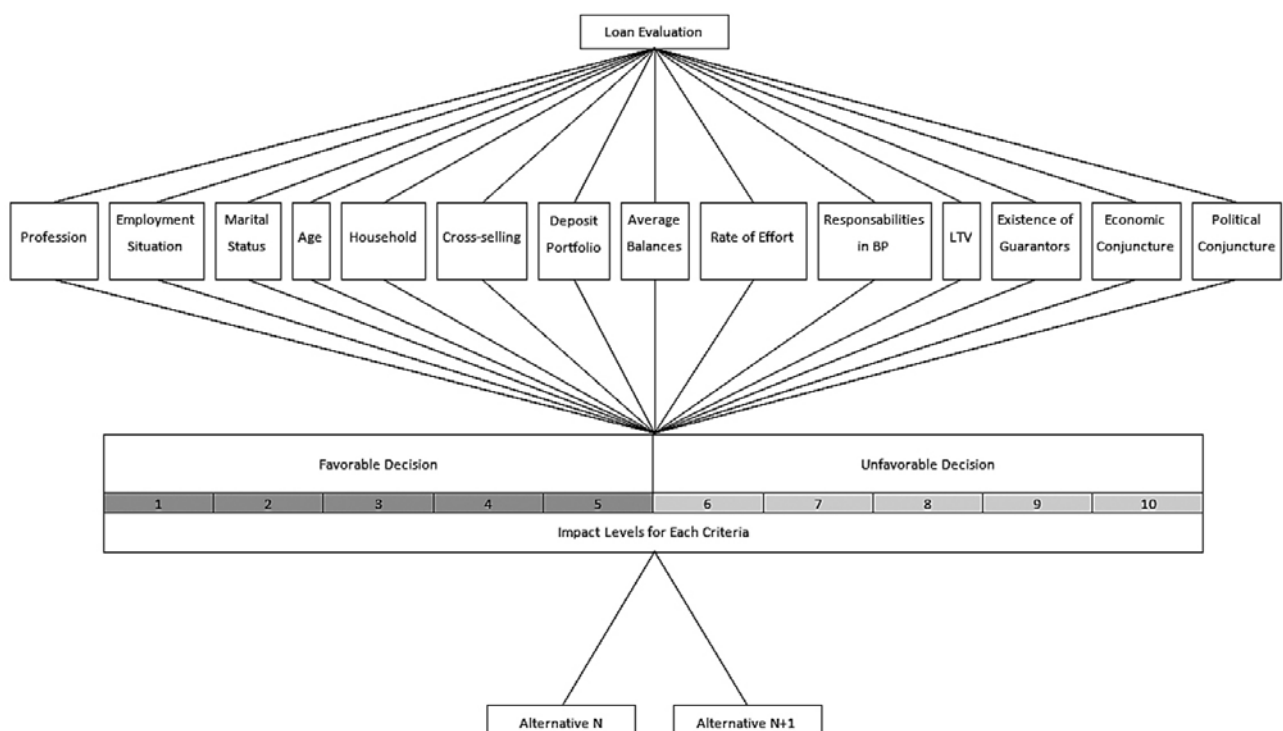 Loan Evaluation
Profession
Employment
Situation
Marital
Status
Age
Household
Cross-selling
Deposit
Portfolio
Average
Balances
Rate of Effort
Responsabilities
in BP
LTV
Existence of
Guarantors
Economic
Conjuncture
Political
Conjuncture
Favorable Decision
Unfavorable Decision
1 2 3 4 5 6 7 8 9 10
Impact Levels for Each Criteria
Alternative N
Alternative N+1